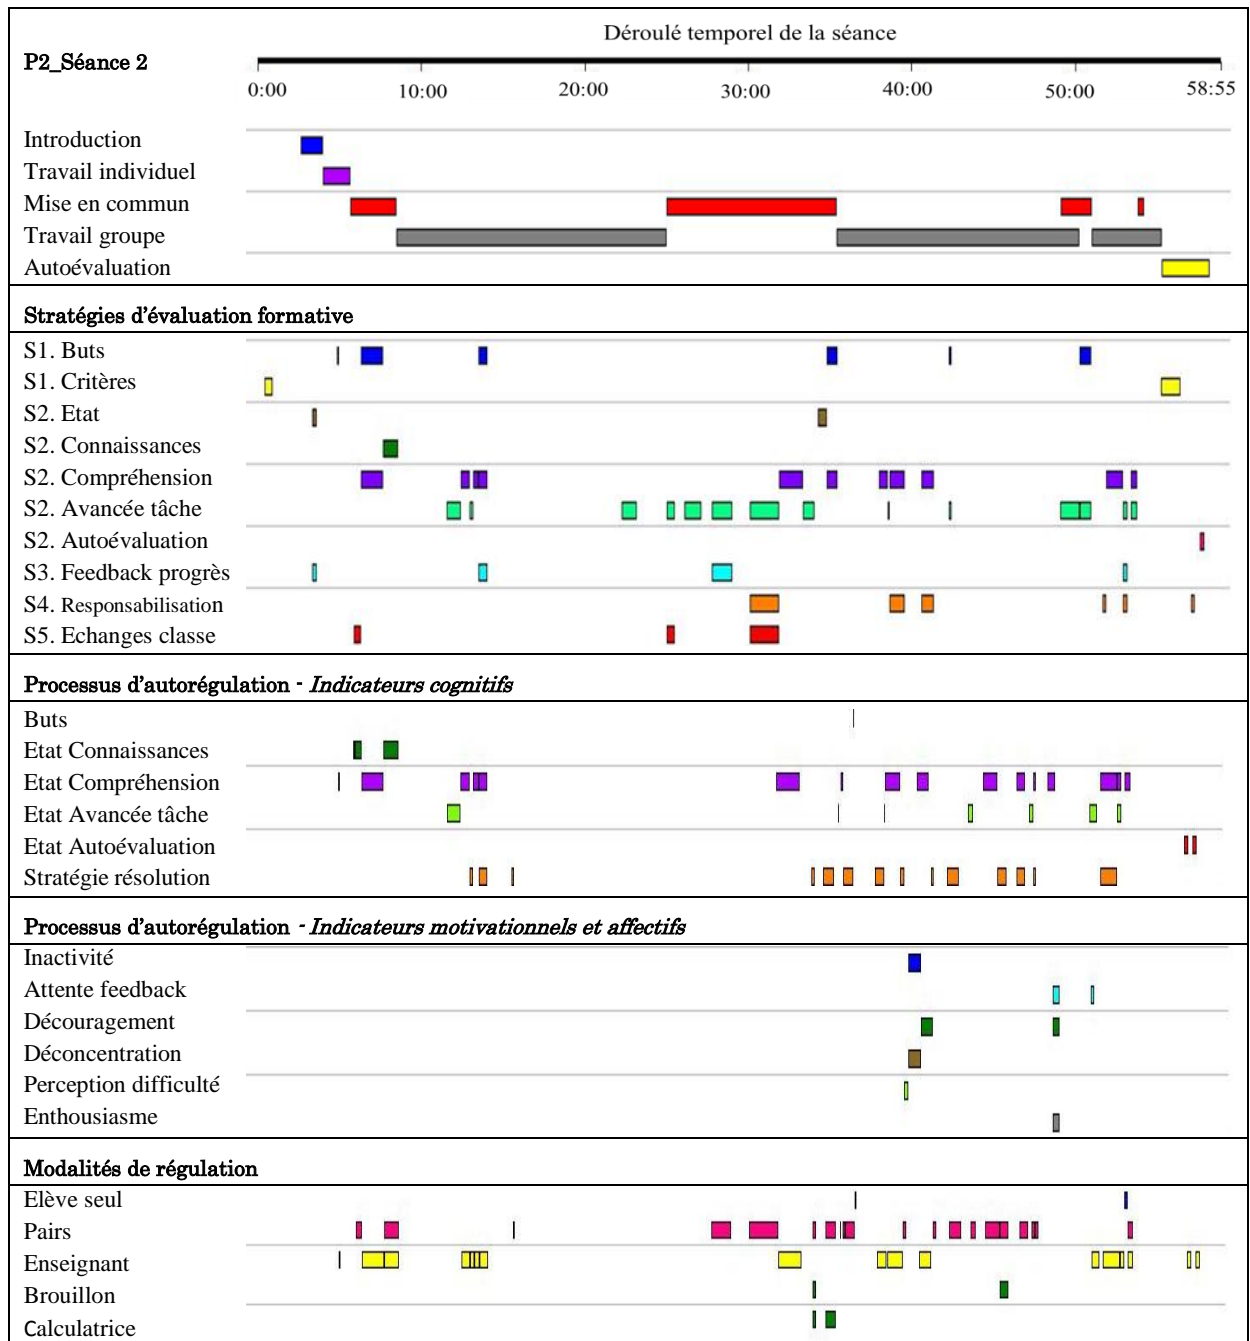 Déroulé temporel de la séance
P2_Séance 2
0:00 10:00 20:00 30:00 40:00 50:00 58:55
Introduction
Travail individuel
Mise en commun
Travail groupe
Autoévaluation
Stratégies d’évaluation formative
S1. Buts
S1. Critères
S2. Etat
S2. Connaissances
S2. Compréhension
S2. Avancée tâche
S2. Autoévaluation
S3. Feedback progrès
S4. Responsabilisation
S5. Echanges classe
Processus d’autorégulation - Indicateurs cognitifs
Buts
Etat Connaissances
Etat Compréhension
Etat Avancée tâche
Etat Autoévaluation
Stratégie résolution
Processus d’autorégulation - Indicateurs motivationnels et affectifs
Inactivité
Attente feedback
Découragement
Déconcentration
Perception difficulté
Enthousiasme
Modalités de régulation
Elève seul
Pairs
Enseignant
Brouillon
Calculatrice